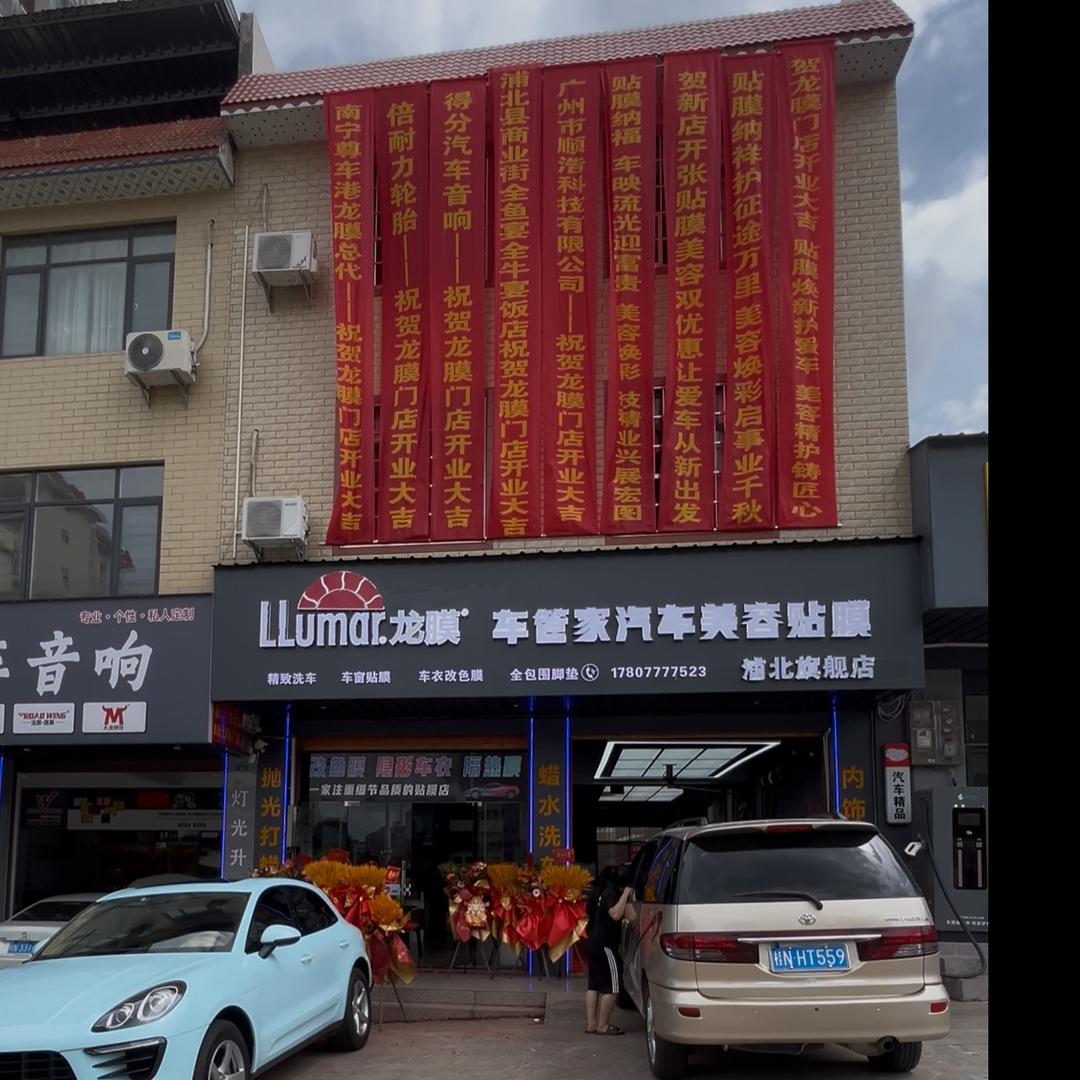 南宁尊车港龙膜总代——祝贺龙膜门店开业大吉
倍耐力轮胎——祝贺龙膜门店开业大吉
得分汽车音响——祝贺龙膜门店开业大吉
浦北县商业街全鱼宴全牛宴饭店祝贺龙膜门店开业大吉
广州市顺浩科技有限公司——祝贺龙膜门店开业大吉
贴膜纳福 车映流光迎富贵 美容焕彩 技精业兴展宏图
贺新店开张贴膜美容双优惠让爱车从新出发
贴膜纳祥护征途万里 美容焕彩启事业千秋
贺龙膜门店开业大吉 贴膜焕新护爱车 美容精护铸匠心
专业·个性·私人定制
车音响
ROAD WING
LLumar.龙膜 车管家汽车美容贴膜
精致洗车 车窗贴膜 车衣改色膜 全包围脚垫 17807777523 浦北旗舰店
改色膜 隐形车衣 隔热膜
一家注重细节品质的贴膜店
灯光升
抛光打蜡
蜡水洗车
内饰
汽车精品
桂N HT559